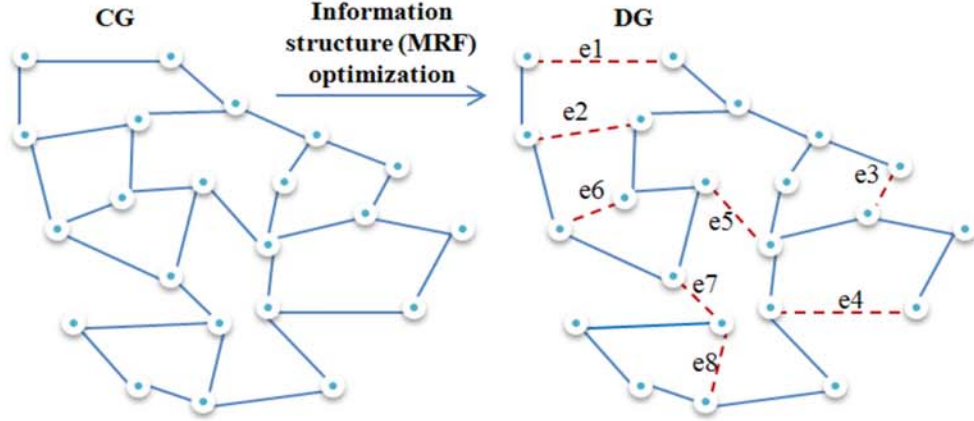 CG
Information
structure (MRF)
optimization
DG
e1
e2
e3
e6
e5
e7
e4
e8